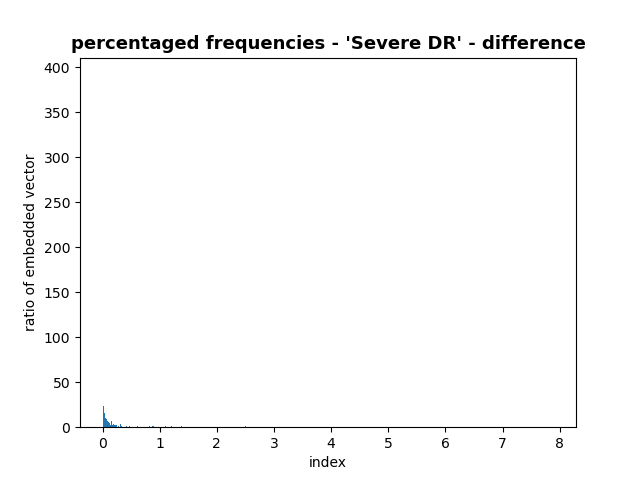 percentaged frequencies - 'Severe DR' - difference
400
350
300
250
200
150
100
50
0
ratio of embedded vector
0 1 2 3 4 5 6 7 8
index